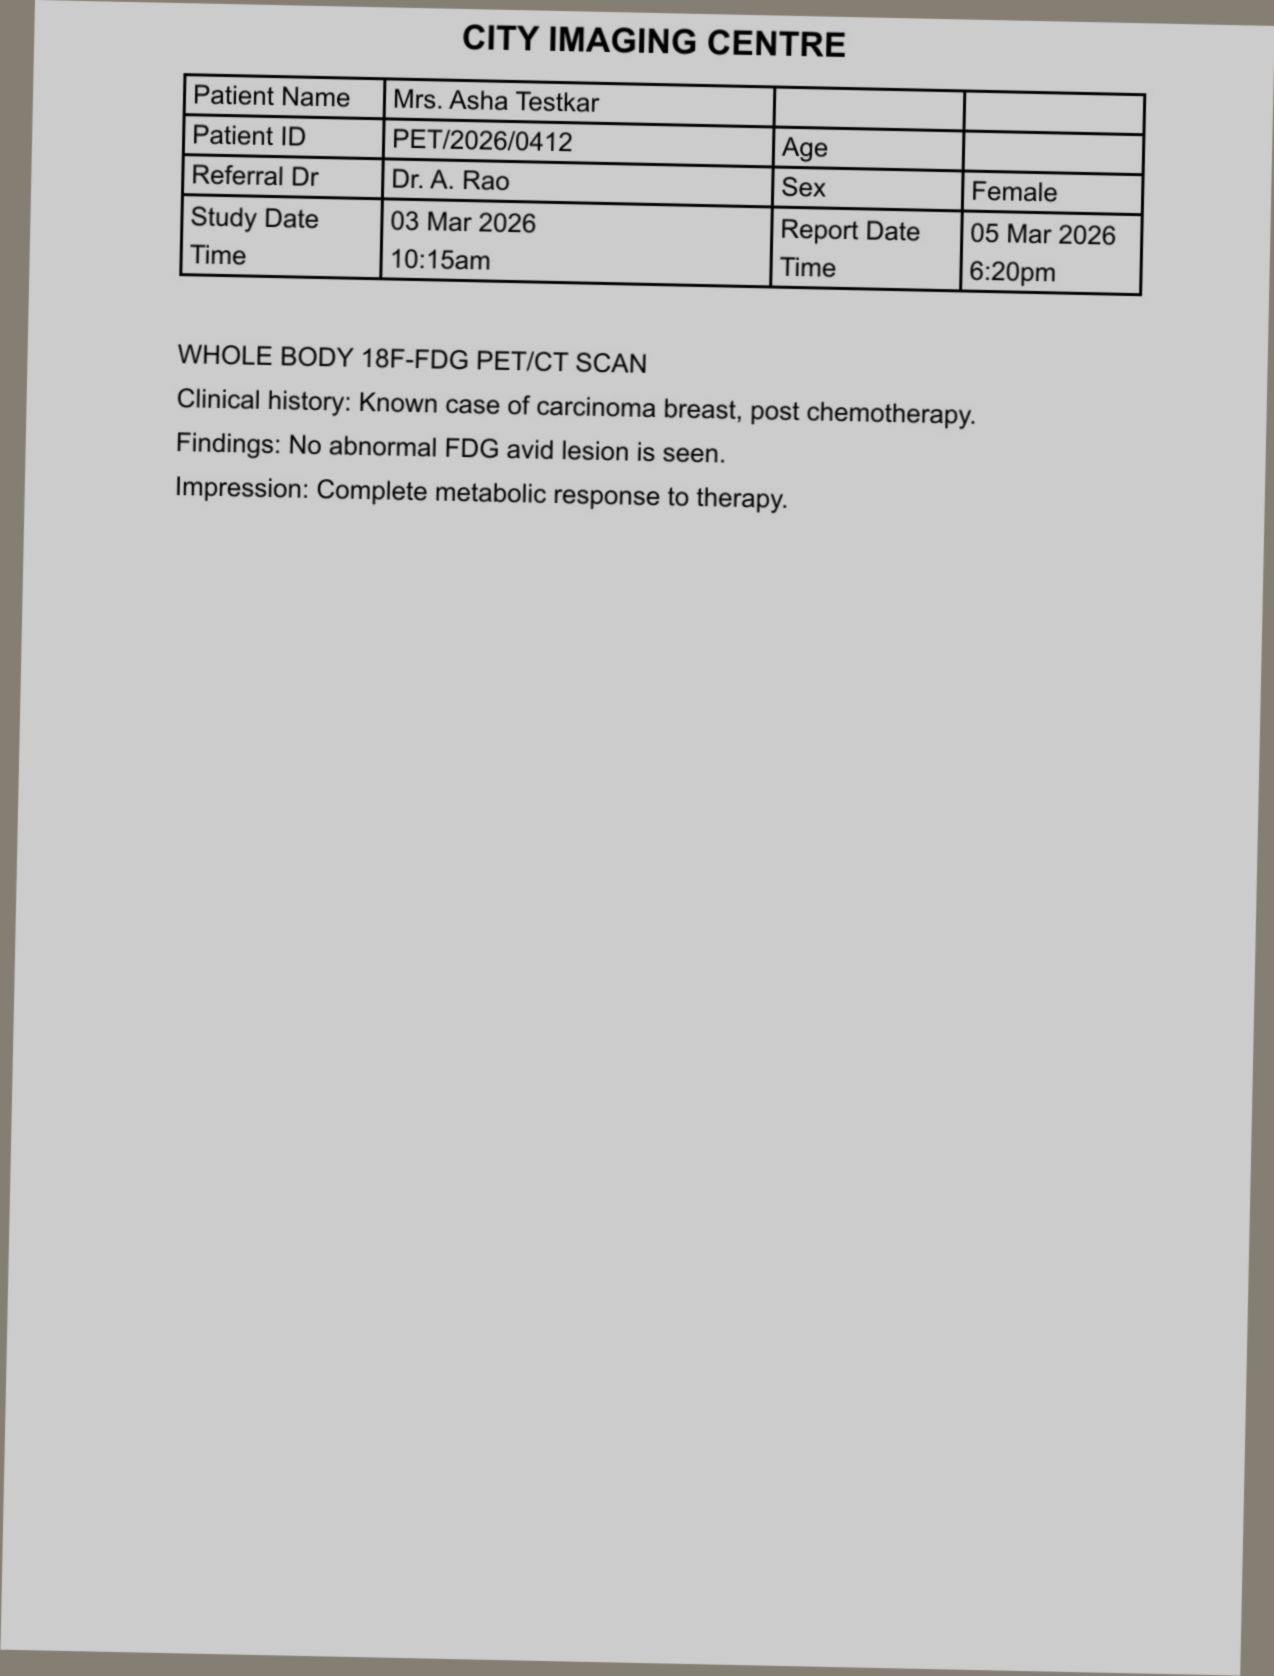 CITY IMAGING CENTRE
Patient Name Mrs. Asha Testkar
Patient ID PET/2026/0412 Age
Referral Dr Dr. A. Rao Sex Female
Study Date 03 Mar 2026 Report Date 05 Mar 2026
Time 10:15am Time 6:20pm
WHOLE BODY 18F-FDG PET/CT SCAN
Clinical history: Known case of carcinoma breast, post chemotherapy.
Findings: No abnormal FDG avid lesion is seen.
Impression: Complete metabolic response to therapy.